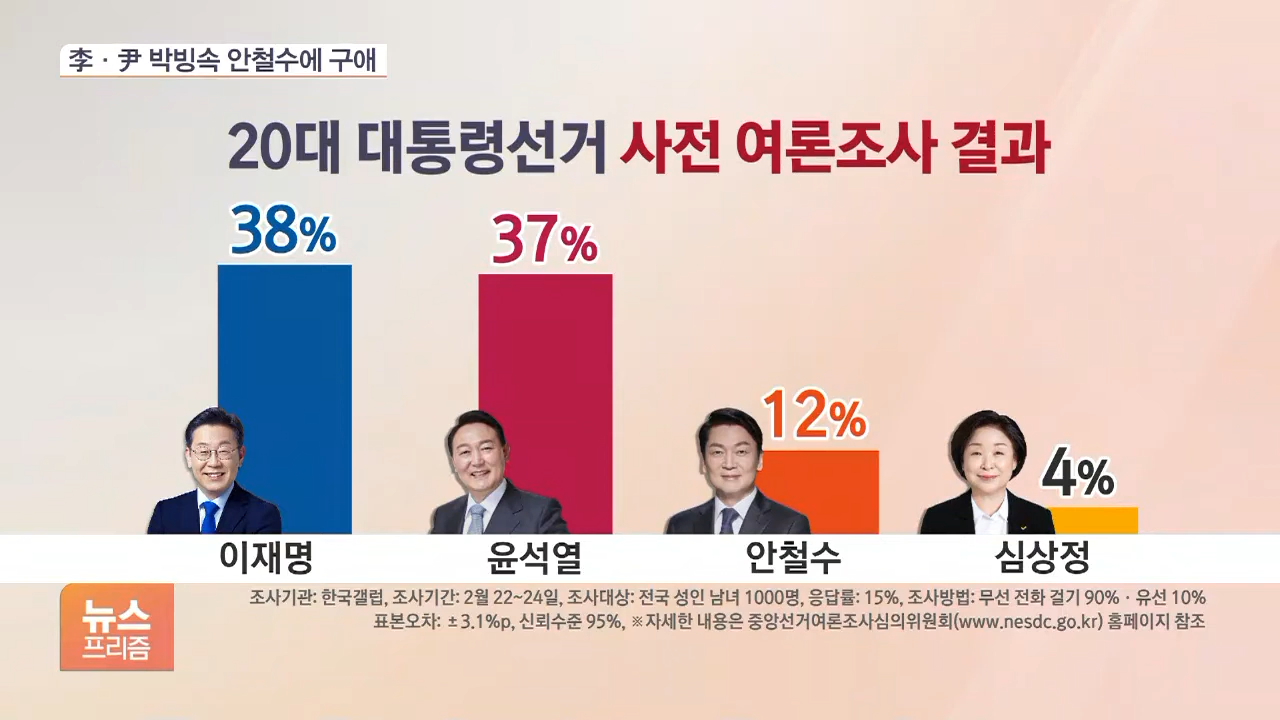 李 · 尹 박빙속 안철수에 구애
20대 대통령선거 사전 여론조사 결과
38%
37%
12%
4%
이재명
윤석열
안철수
심상정
뉴스
프리즘
조사기관: 한국갤럽, 조사기간: 2월 22~24일, 조사대상: 전국 성인 남녀 1000명, 응답률: 15%, 조사방법: 무선 전화 걸기 90% · 유선 10%
표본오차: ±3.1%p, 신뢰수준 95%, ※자세한 내용은 중앙선거여론조사심의위원회(www.nesdc.go.kr) 홈페이지 참조